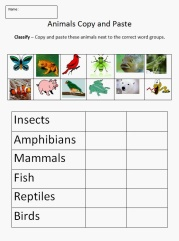 Name:
Animals Copy and Paste
Classify – Copy and paste these animals next to the correct word groups.
Insects
Amphibians
Mammals
Fish
Reptiles
Birds